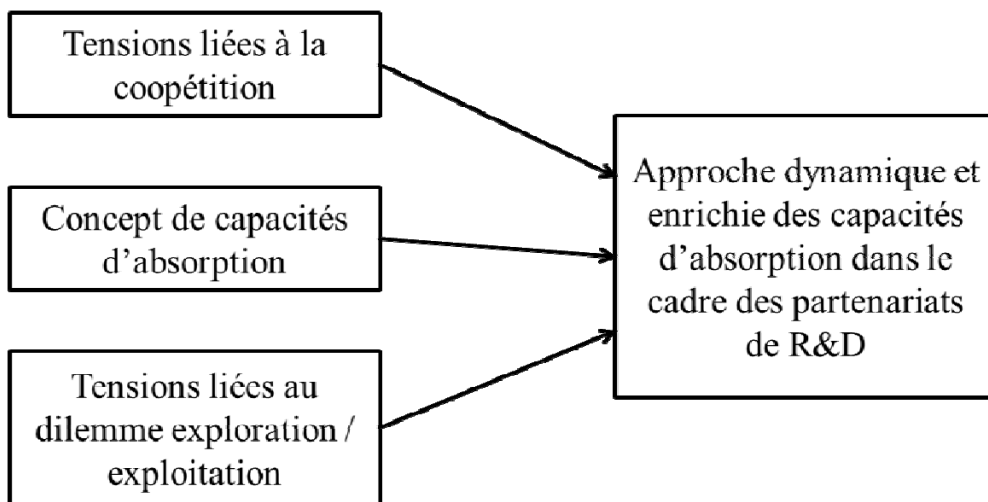 Tensions liées à la
coopétition
Concept de capacités
d'absorption
Tensions liées au
dilemme exploration /
exploitation
Approche dynamique et
enrichie des capacités
d'absorption dans le
cadre des partenariats
de R&D